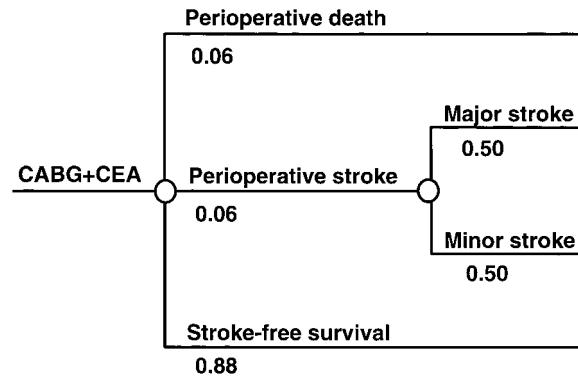 Perioperative death
0.06
Major stroke
0.50
CABG+CEA
Perioperative stroke
0.06
Minor stroke
0.50
Stroke-free survival
0.88